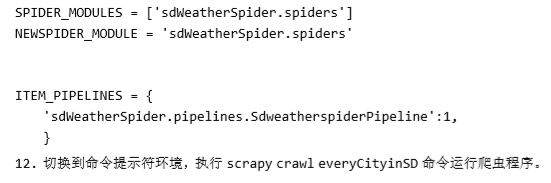 SPIDER_MODULES = ['sdWeatherSpider.spiders']
NEWSPIDER_MODULE = 'sdWeatherSpider.spiders'
ITEM_PIPELINES = {
    'sdWeatherSpider.pipelines.SdweatherspiderPipeline':1,
    }
12. 切换到命令提示符环境，执行 scrapy crawl everyCityinSD 命令运行爬虫程序。